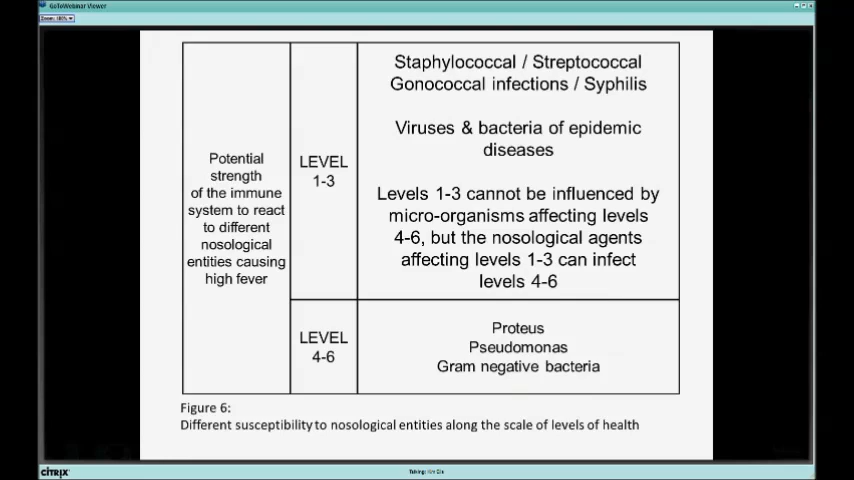 GoToWebinar Viewer
Zoom: 100%
Potential
strength
of the immune
system to react
to different
nosological
entities causing
high fever
LEVEL
1-3
Staphylococcal / Streptococcal
Gonococcal infections / Syphilis
Viruses & bacteria of epidemic
diseases
Levels 1-3 cannot be influenced by
micro-organisms affecting levels
4-6, but the nosological agents
affecting levels 1-3 can infect
levels 4-6
LEVEL
4-6
Proteus
Pseudomonas
Gram negative bacteria
Figure 6:
Different susceptibility to nosological entities along the scale of levels of health
CITRIX
Talking: